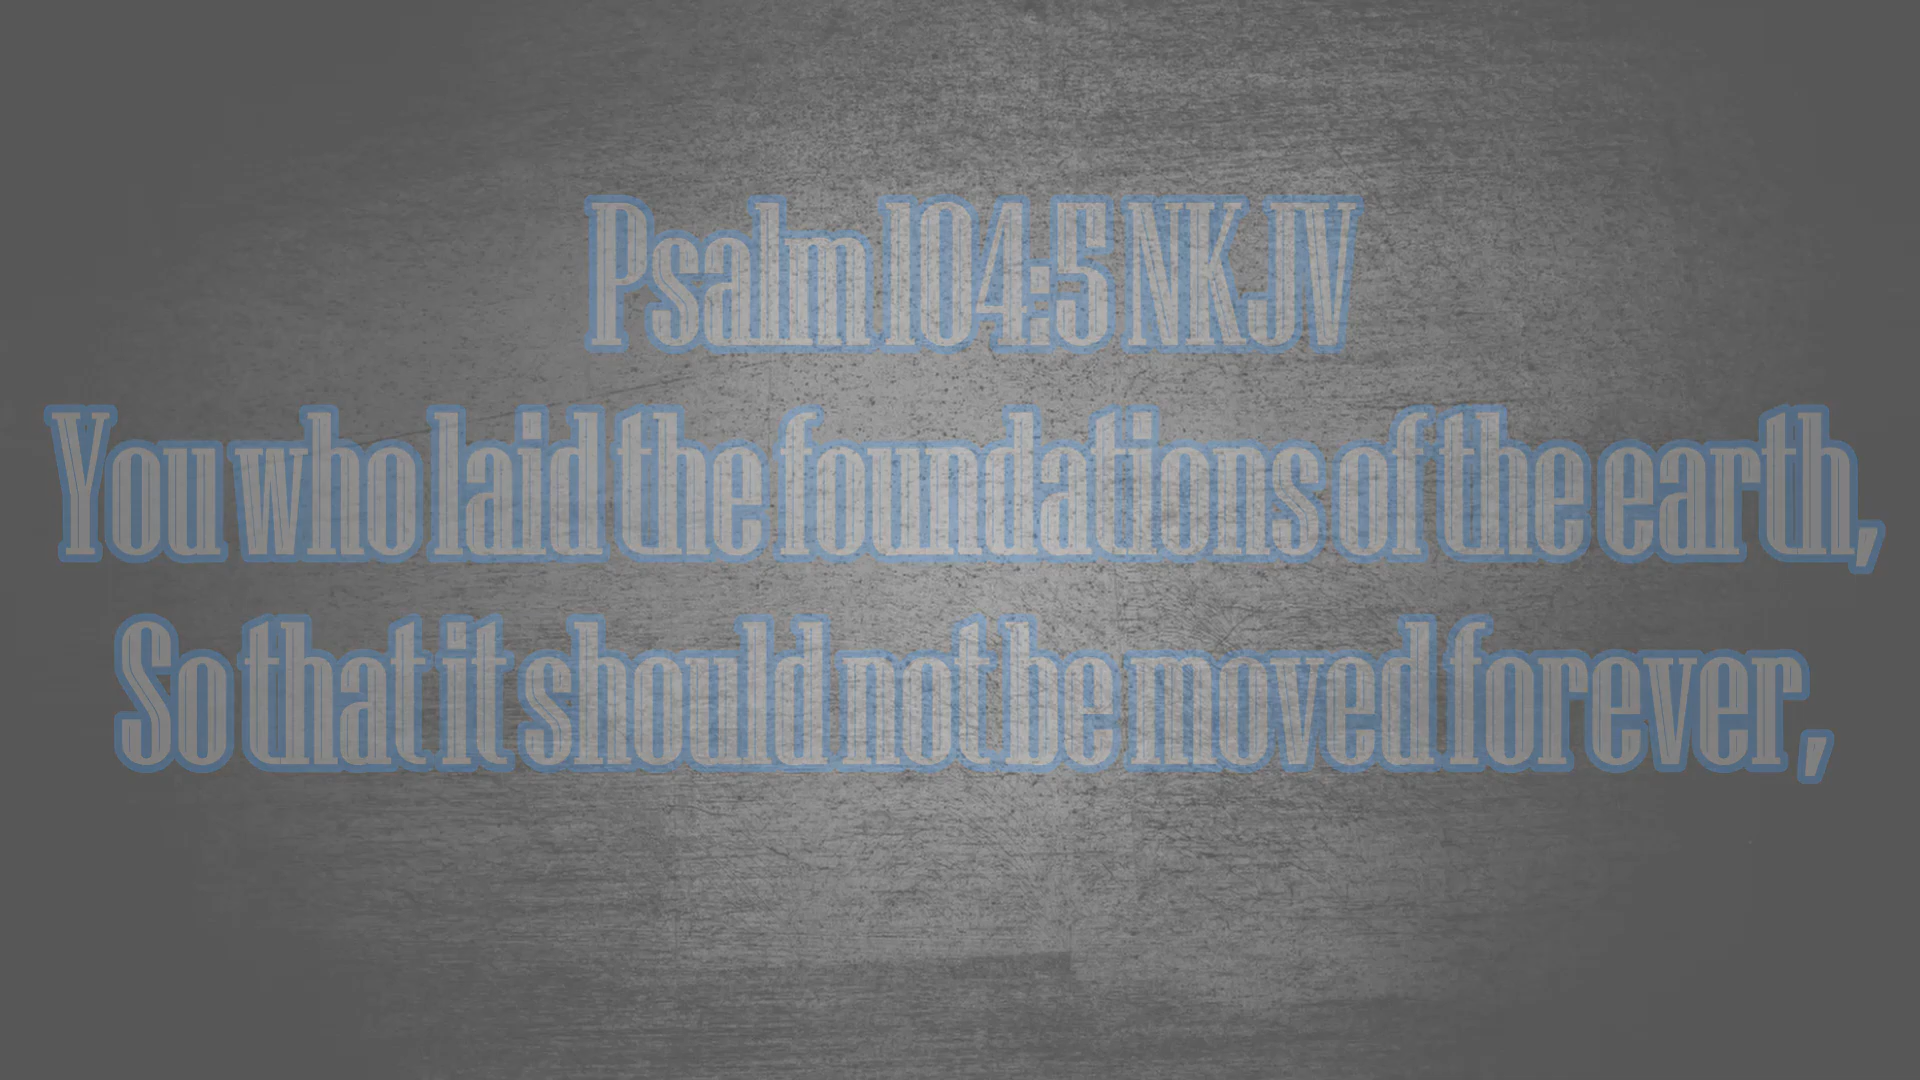 Psalm 104:5 NKJV
You who laid the foundations of the earth,
So that it should not be moved forever,